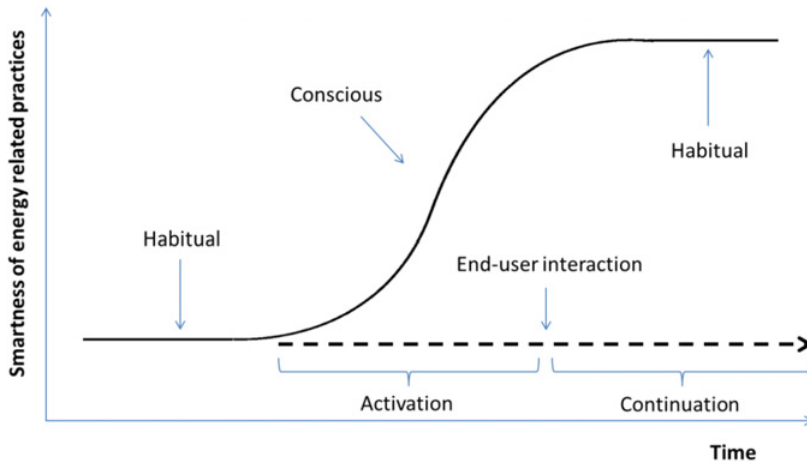 Smartness of energy related practices
Conscious
Habitual
Habitual
End-user interaction
Activation
Continuation
Time